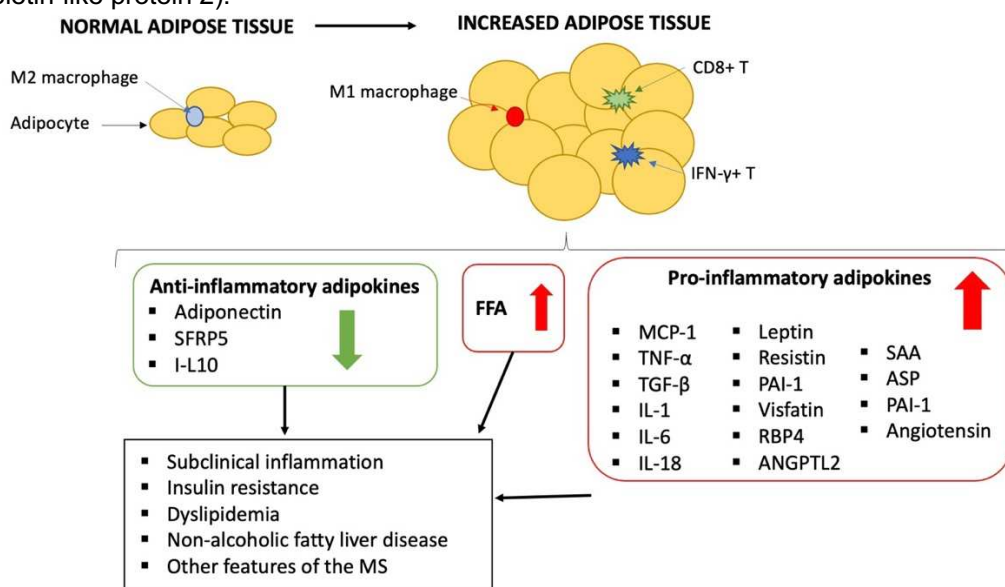 NORMAL ADIPOSE TISSUE
INCREASED ADIPOSE TISSUE
M2 macrophage
Adipocyte
M1 macrophage
CD8+ T
IFN-γ+ T
Anti-inflammatory adipokines
▪ Adiponectin
▪ SFRP5
▪ I-L10
FFA
Pro-inflammatory adipokines
▪ MCP-1
▪ TNF-α
▪ TGF-β
▪ IL-1
▪ IL-6
▪ IL-18
▪ Leptin
▪ Resistin
▪ PAI-1
▪ Visfatin
▪ RBP4
▪ ANGPTL2
▪ SAA
▪ ASP
▪ PAI-1
▪ Angiotensin
▪ Subclinical inflammation
▪ Insulin resistance
▪ Dyslipidemia
▪ Non-alcoholic fatty liver disease
▪ Other features of the MS